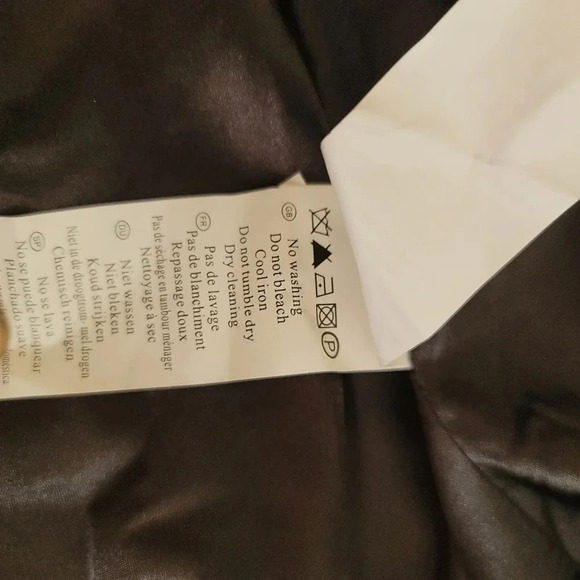 P
GB
No washing
Do not bleach
Cool iron
Dry cleaning
Do not tumble dry
FR
Pas de lavage
Pas de blanchiment
Repassage doux
Pas de séchage en tambour ménager
Nettoyage à sec
DU
Niet wassen
Niet bleken
Koud strijken
Niet in de droogtrom- mel drogen
Chemisch reinigen
SP
No se lava
No se puede blanquear
Planchado suave